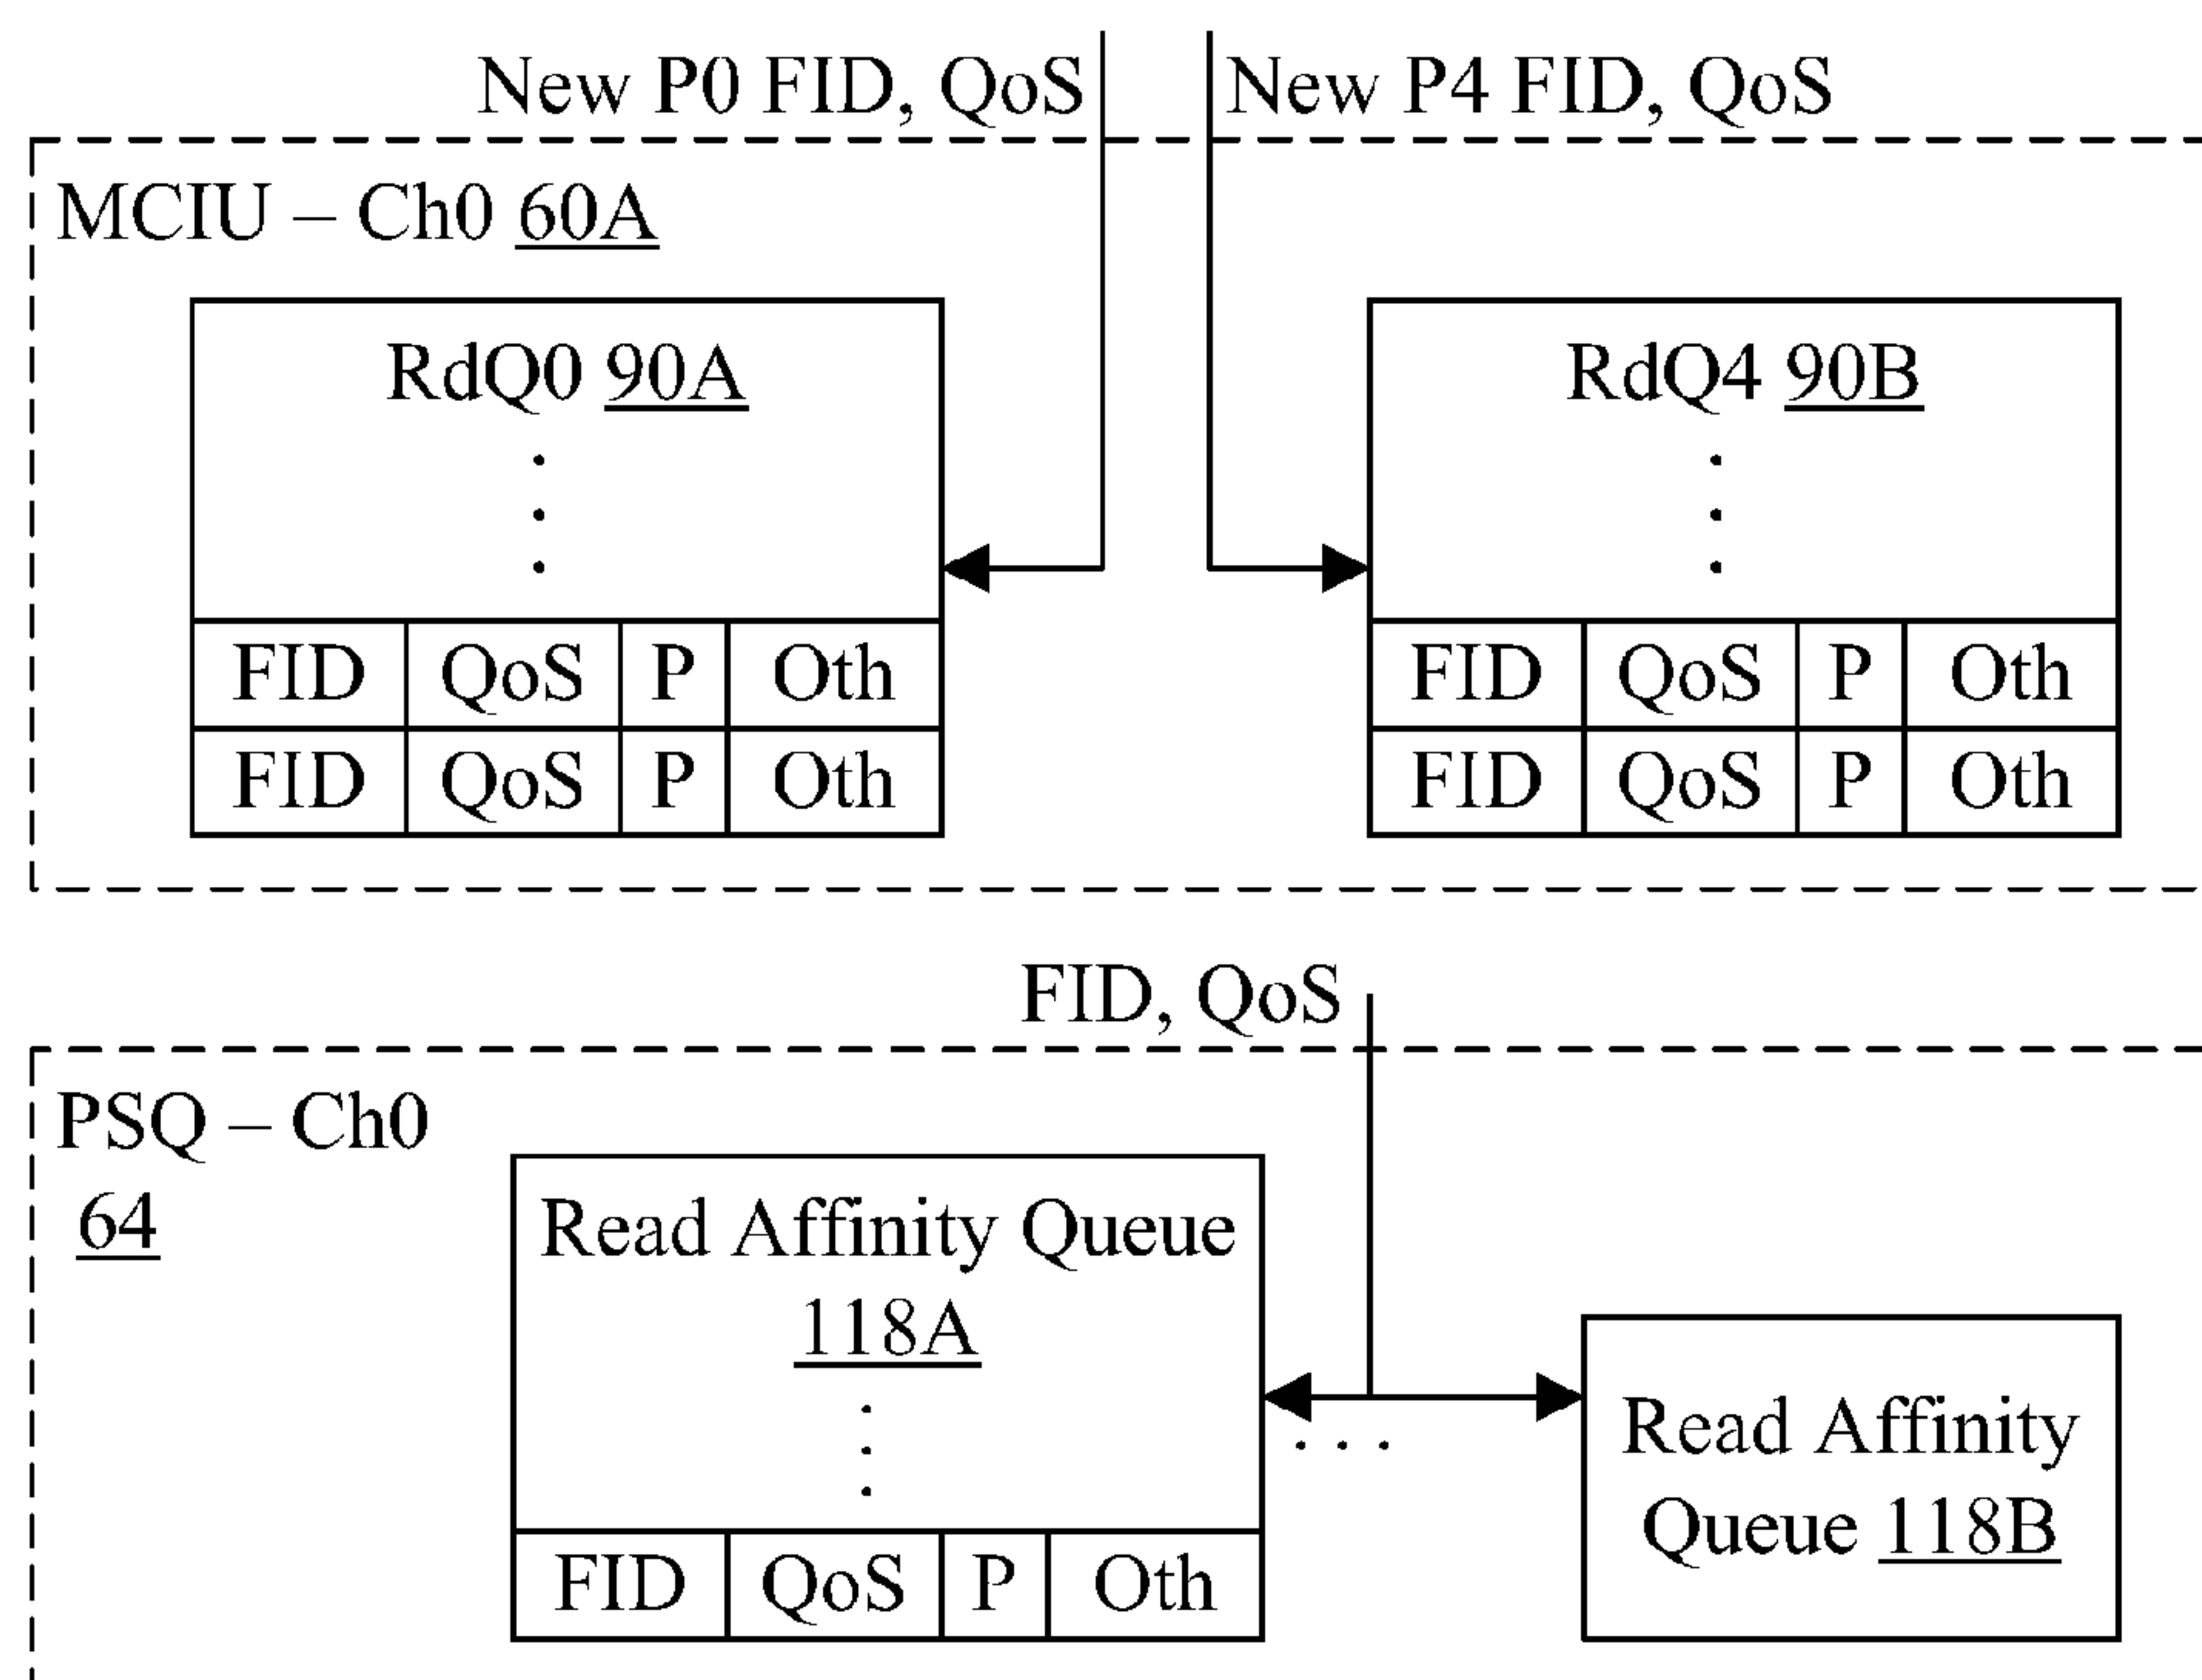 New P0 FID, QoS
New P4 FID, QoS
MCIU – Ch0 60A
RdQ0 90A
RdQ4 90B
FID QoS P Oth
FID QoS P Oth
FID QoS P Oth
FID QoS P Oth
FID, QoS
PSQ – Ch0
64
Read Affinity Queue
118A
. . .
Read Affinity
Queue 118B
FID QoS P Oth